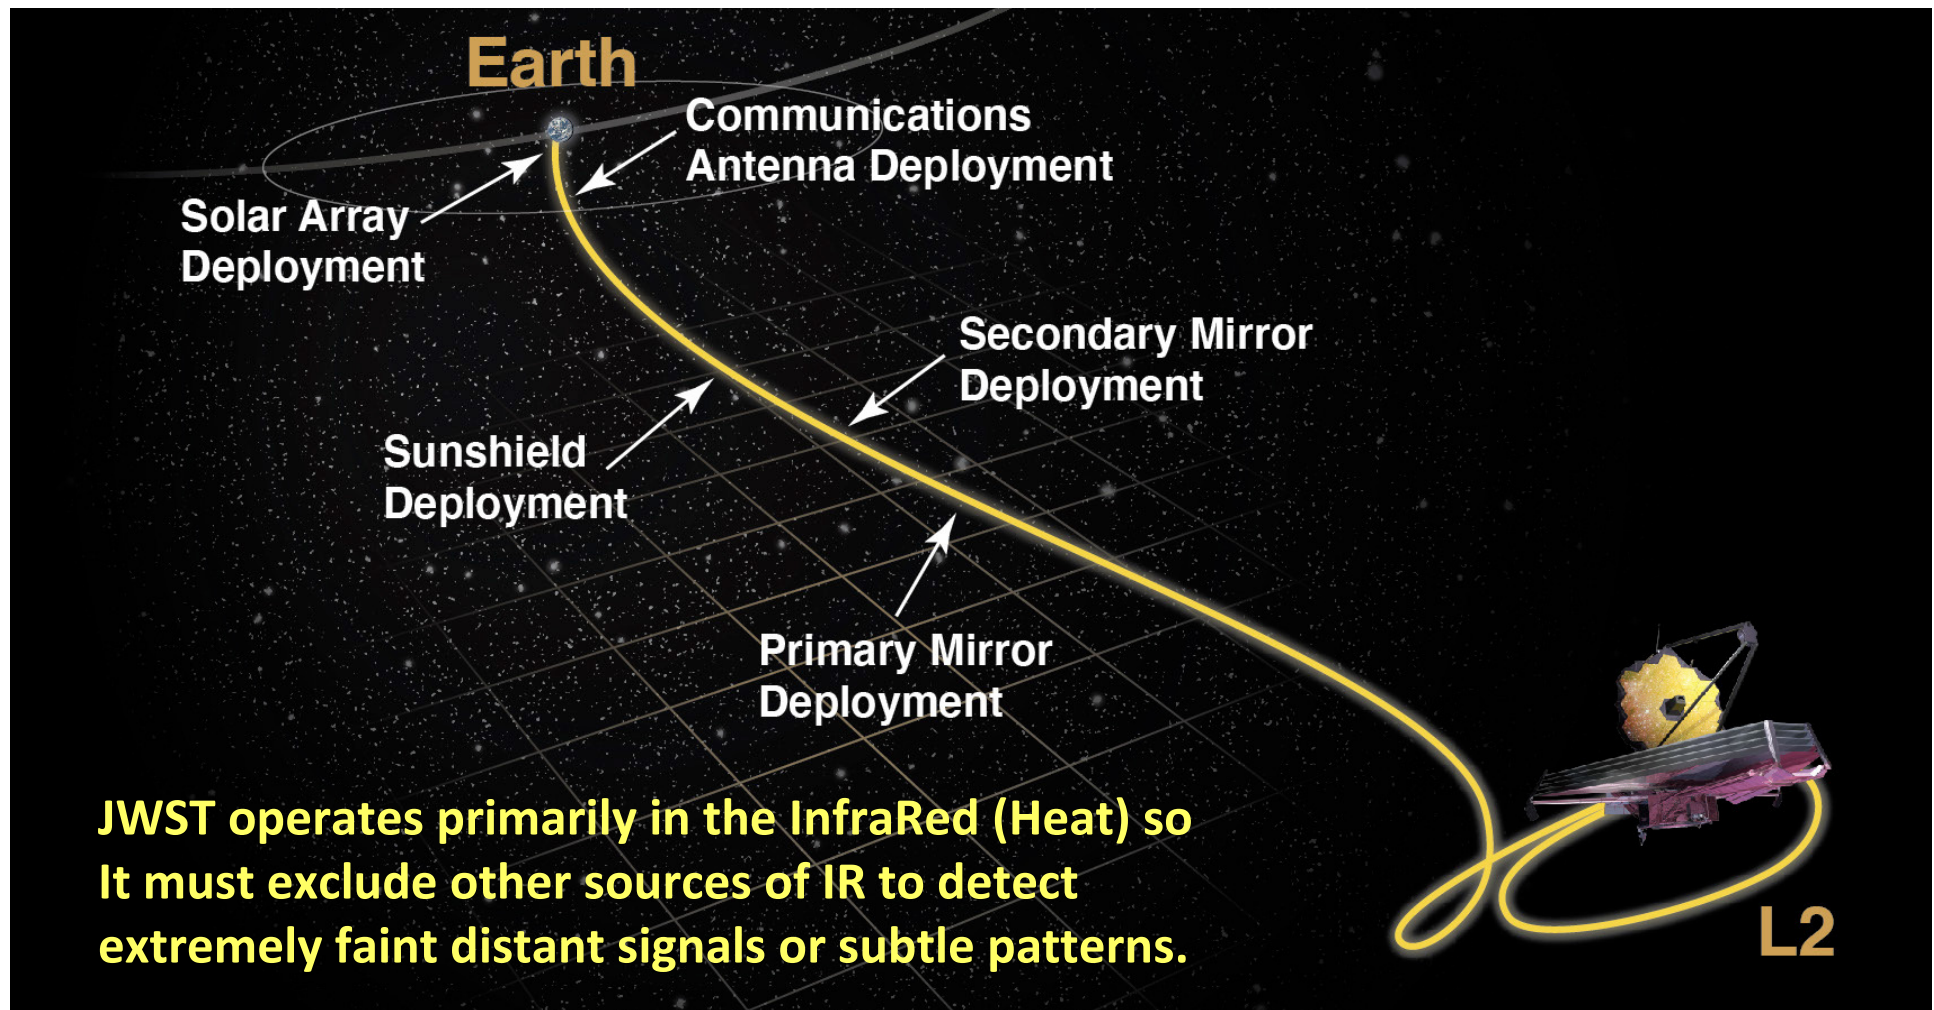 Earth
Communications
Antenna Deployment
Solar Array
Deployment
Secondary Mirror
Deployment
Sunshield
Deployment
Primary Mirror
Deployment
JWST operates primarily in the InfraRed (Heat) so
It must exclude other sources of IR to detect
extremely faint distant signals or subtle patterns.
L2